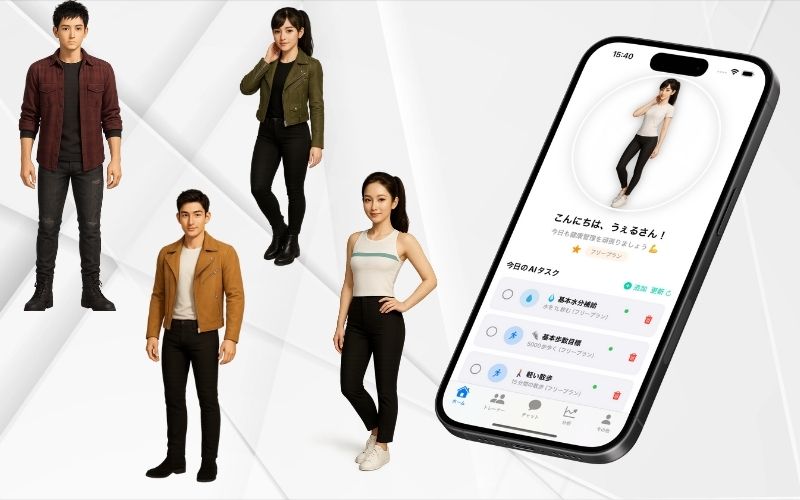 15:40
こんにちは、うぇるさん！
今日も健康管理を頑張りましょう💪
フリープラン
今日のAIタスク
追加 更新
基本水分補給
水を1L飲む (フリープラン)
基本歩数目標
5000歩歩く (フリープラン)
軽い散歩
15分間の散歩 (フリープラン)
ホーム
トレーナー
チャット
分析
その他